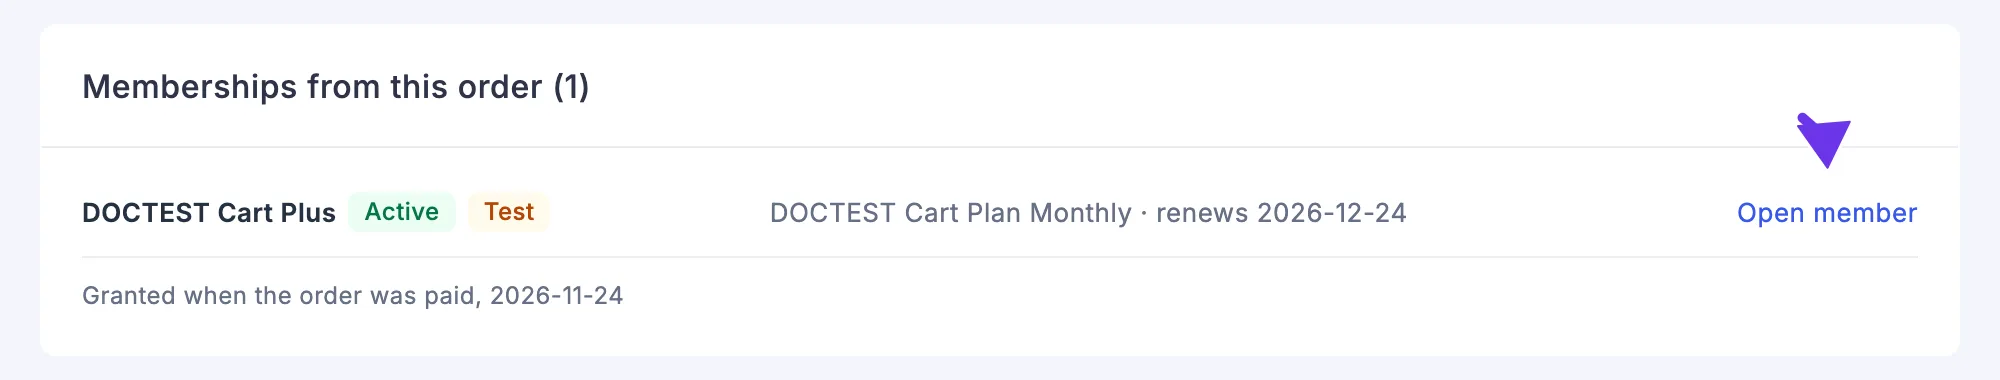 Memberships from this order (1)
DOCTEST Cart Plus Active Test DOCTEST Cart Plan Monthly · renews 2026-12-24 Open member
Granted when the order was paid, 2026-11-24